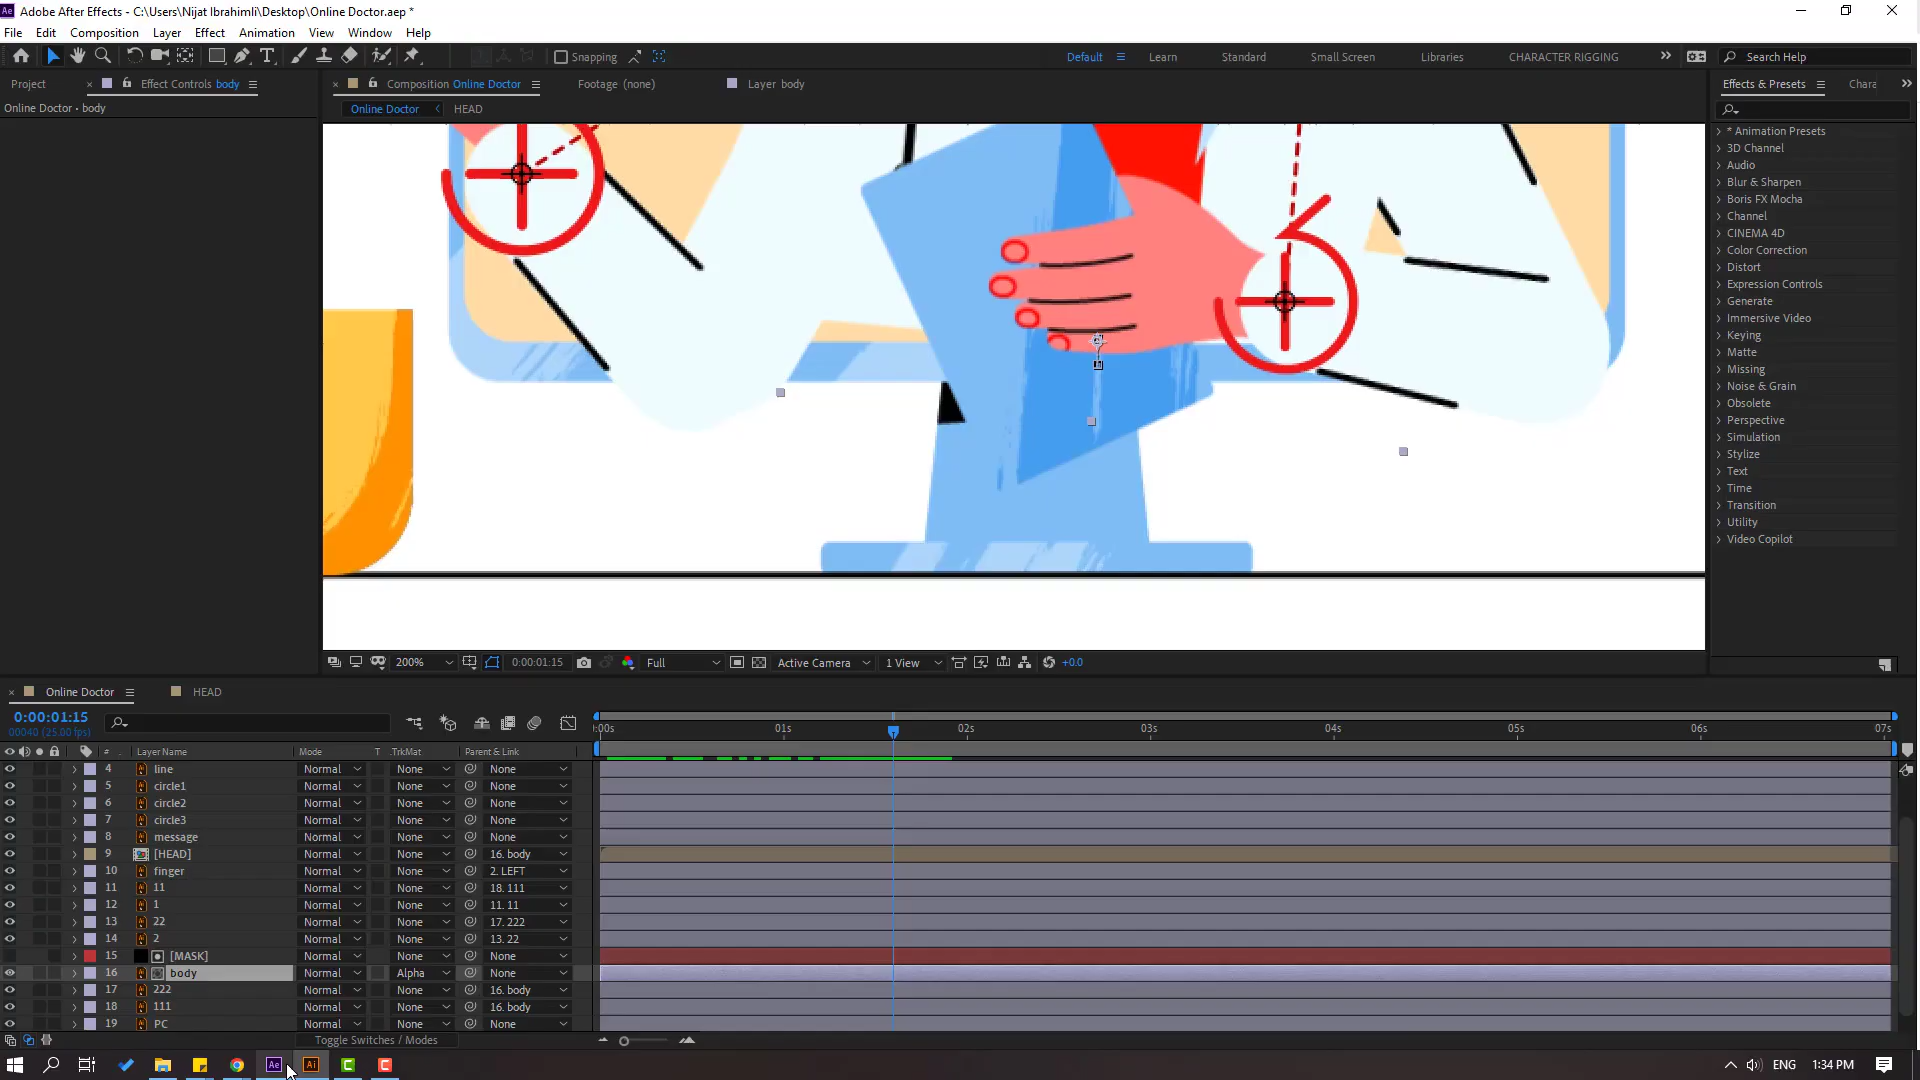 Adobe After Effects - C:\Users\Nijat Ibrahimli\Desktop\Online Doctor.aep *
File Edit Composition Layer Effect Animation View Window Help
Snapping Default Learn Standard Small Screen Libraries CHARACTER RIGGING Search Help
Project Effect Controls body Composition Online Doctor Footage (none) Layer body Effects & Presets Chara
Online Doctor • body Online Doctor HEAD
* Animation Presets
3D Channel
Audio
Blur & Sharpen
Boris FX Mocha
Channel
CINEMA 4D
Color Correction
Distort
Expression Controls
Generate
Immersive Video
Keying
Matte
Missing
Noise & Grain
Obsolete
Perspective
Simulation
Stylize
Text
Time
Transition
Utility
Video Copilot
200% 0:00:01:15 Full Active Camera 1 View +0.0
Online Doctor HEAD
0:00:01:15
00040 (25.00 fps)
:00s 01s 02s 03s 04s 05s 06s 07s
# Layer Name Mode T .TrkMat Parent & Link
4 line Normal None None
5 circle1 Normal None None
6 circle2 Normal None None
7 circle3 Normal None None
8 message Normal None None
9 [HEAD] Normal None 16. body
10 finger Normal None 2. LEFT
11 11 Normal None 18. 111
12 1 Normal None 11. 11
13 22 Normal None 17. 222
14 2 Normal None 13. 22
15 [MASK] Normal None None
16 body Normal Alpha None
17 222 Normal None 16. body
18 111 Normal None 16. body
19 PC Normal None None
Toggle Switches / Modes
Ae Ai C C ENG 1:34 PM